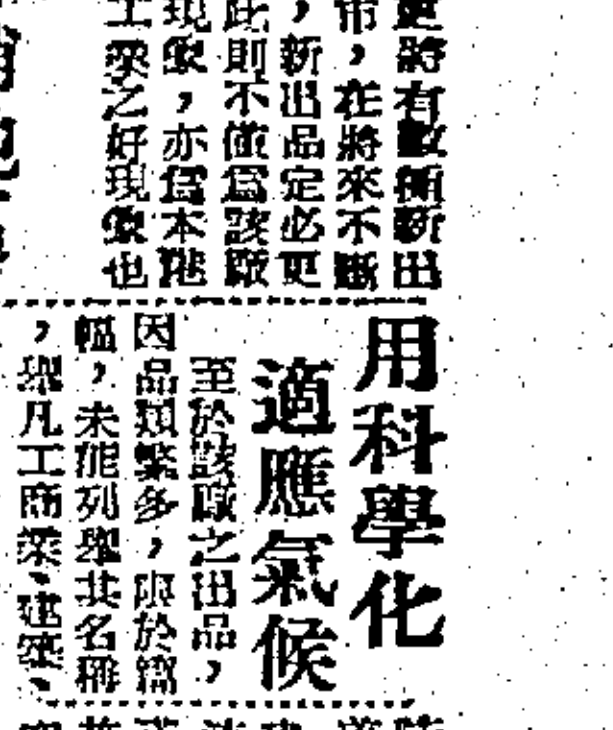 更將有數種新出
市，在將來不斷
，新出品定必更
此則不僅爲該廠
現象，亦爲本港
工業之好現象也
用科學化
適應氣候
至於該廠之出品，
因品類繁多，限於篇
幅，未能列舉其名稱
，舉凡工商業、建築、